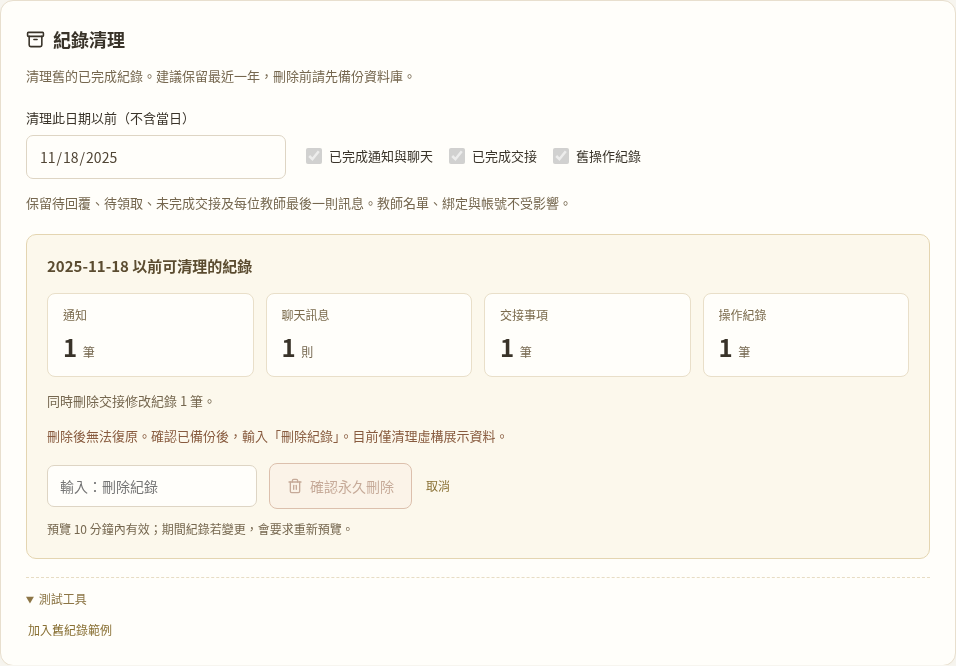 紀錄清理
清理舊的已完成紀錄。建議保留最近一年，刪除前請先備份資料庫。
清理此日期以前（不含當日）
11/18/2025
已完成通知與聊天 已完成交接 舊操作紀錄
保留待回覆、待領取、未完成交接及每位教師最後一則訊息。教師名單、綁定與帳號不受影響。
2025-11-18 以前可清理的紀錄
通知 聊天訊息 交接事項 操作紀錄
1 筆 1 則 1 筆 1 筆
同時刪除交接修改紀錄 1 筆。
刪除後無法復原。確認已備份後，輸入「刪除紀錄」。目前僅清理虛構展示資料。
輸入：刪除紀錄 確認永久刪除 取消
預覽 10 分鐘內有效；期間紀錄若變更，會要求重新預覽。
▼ 測試工具
加入舊紀錄範例